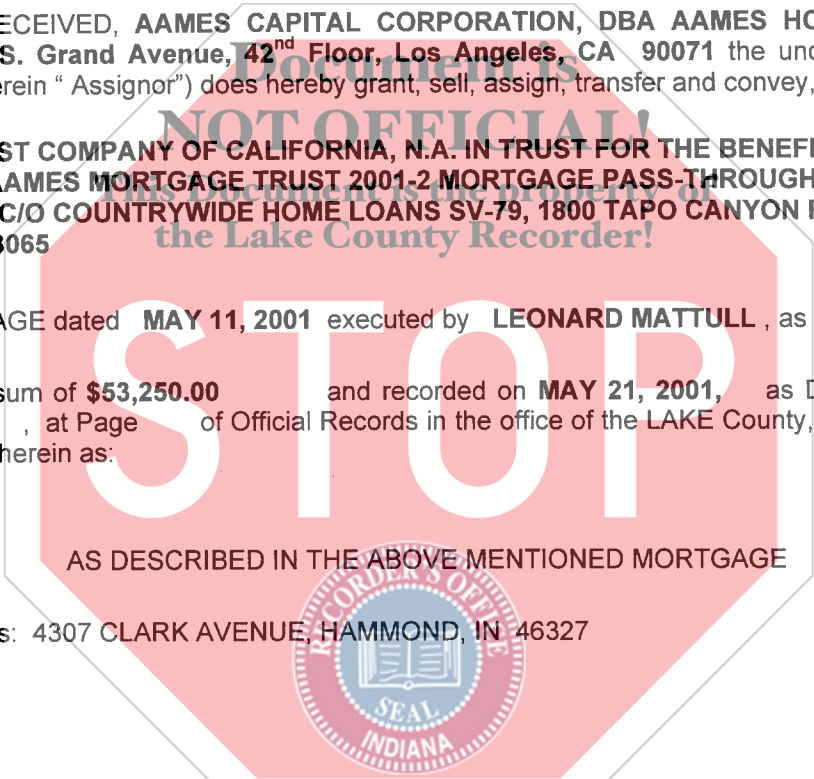 ECEIVED, AAMES CAPITAL CORPORATION, DBA AAMES HO
S. Grand Avenue, 42nd Floor, Los Angeles, CA 90071 the und
erein “ Assignor”) does hereby grant, sell, assign, transfer and convey,
Document is
NOT OFFICIAL!
This Document is the property of
the Lake County Recorder!
ST COMPANY OF CALIFORNIA, N.A. IN TRUST FOR THE BENEFI
AAMES MORTGAGE TRUST 2001-2 MORTGAGE PASS-THROUGH
C/O COUNTRYWIDE HOME LOANS SV-79, 1800 TAPO CANYON R
3065
AGE dated MAY 11, 2001 executed by LEONARD MATTULL , as
sum of $53,250.00 and recorded on MAY 21, 2001, as D
, at Page of Official Records in the office of the LAKE County,
herein as:
STOP
AS DESCRIBED IN THE ABOVE MENTIONED MORTGAGE
s: 4307 CLARK AVENUE, HAMMOND, IN 46327
RECORDER'S OFFICE
SEAL
INDIANA